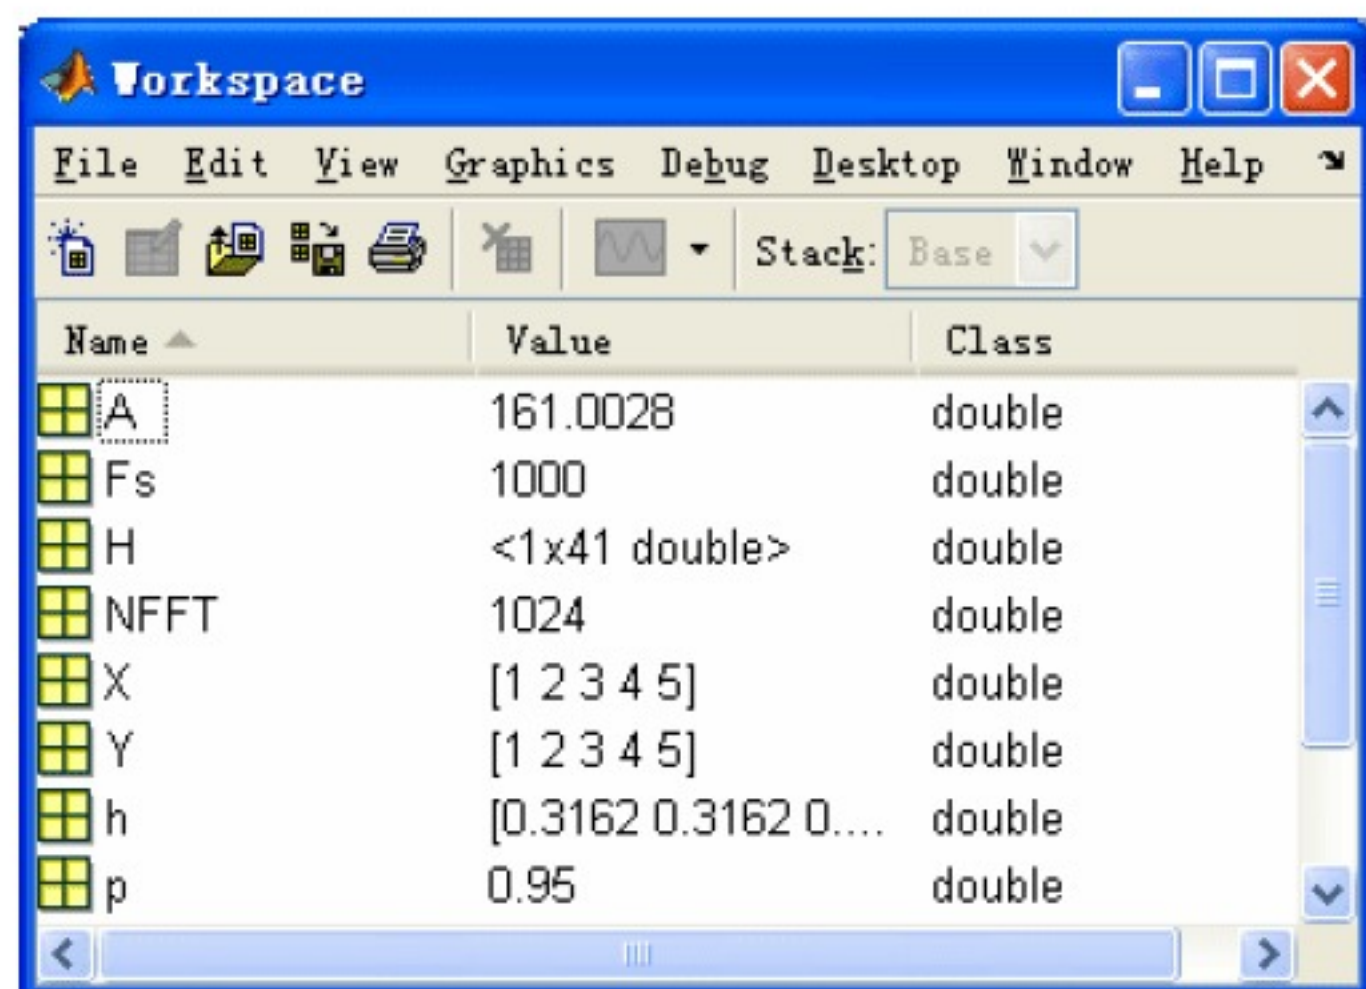 Workspace
File Edit View Graphics Debug Desktop Window Help
Stack: Base
Name Value Class
A 161.0028 double
Fs 1000 double
H <1x41 double> double
NFFT 1024 double
X [1 2 3 4 5] double
Y [1 2 3 4 5] double
h [0.3162 0.3162 0.... double
p 0.95 double